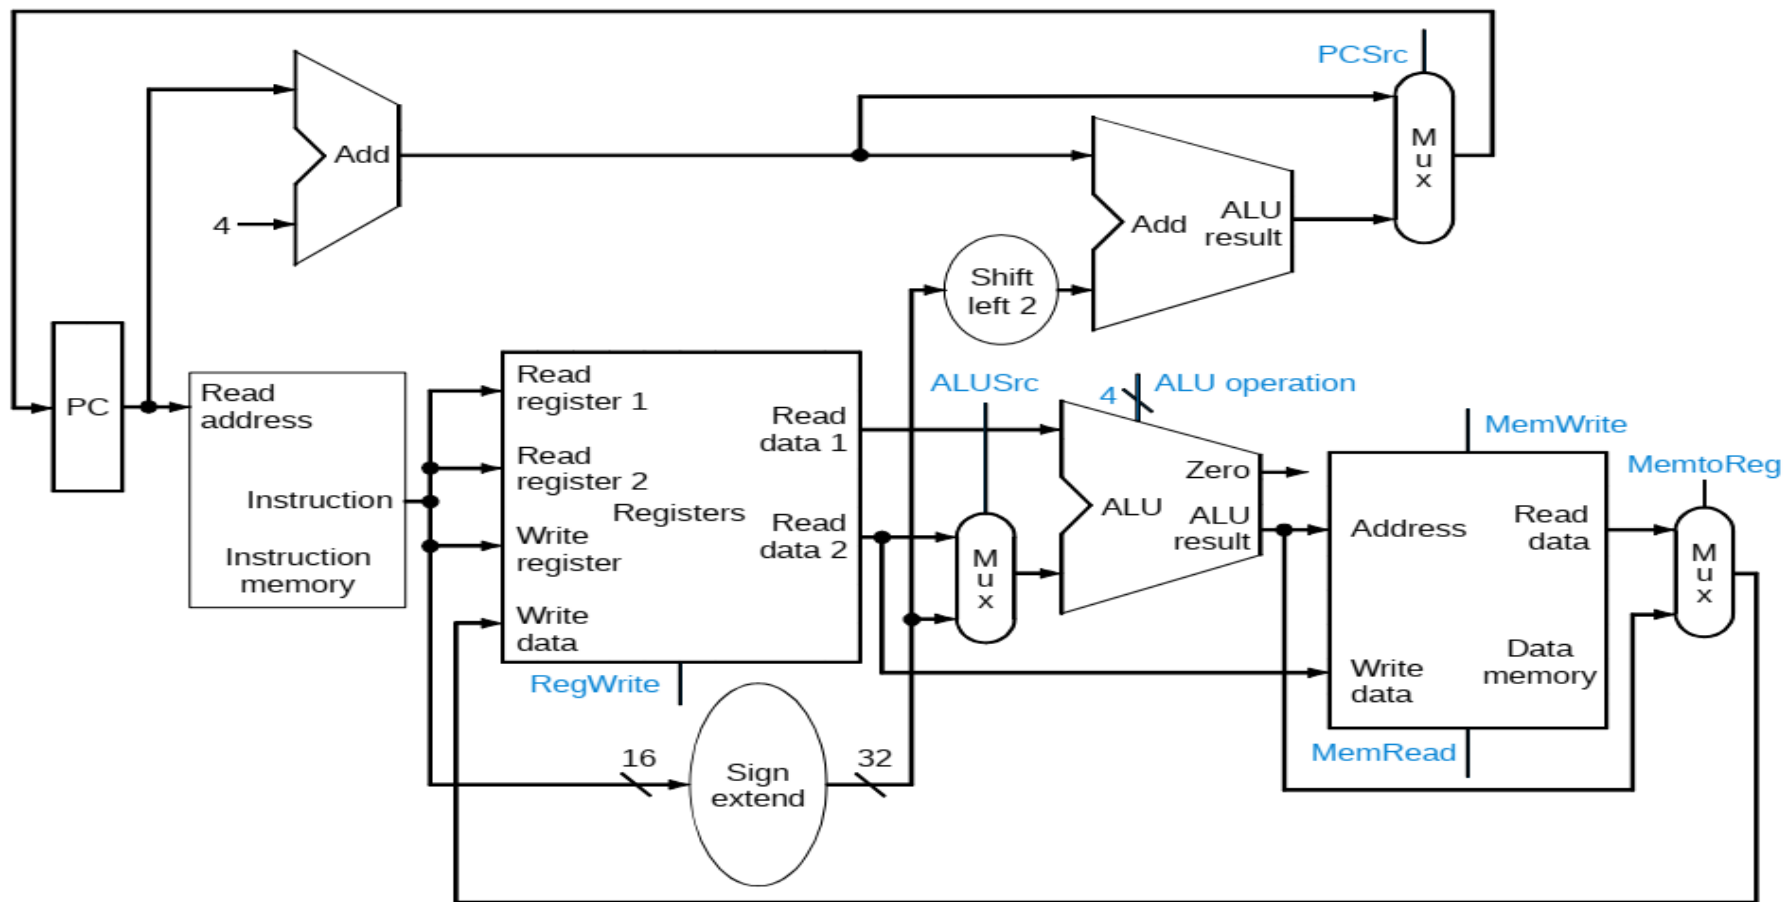 PCSrc
M
u
x
Add
4
Add
ALU
result
Shift
left 2
PC
Read
address
Instruction
Instruction
memory
Read
register 1
Read
register 2
Write
register
Write
data
Registers
Read
data 1
Read
data 2
RegWrite
16
Sign
extend
32
ALUSrc
M
u
x
4
ALU operation
Zero
ALU
ALU
result
MemWrite
Address
Read
data
Write
data
Data
memory
MemRead
MemtoReg
M
u
x